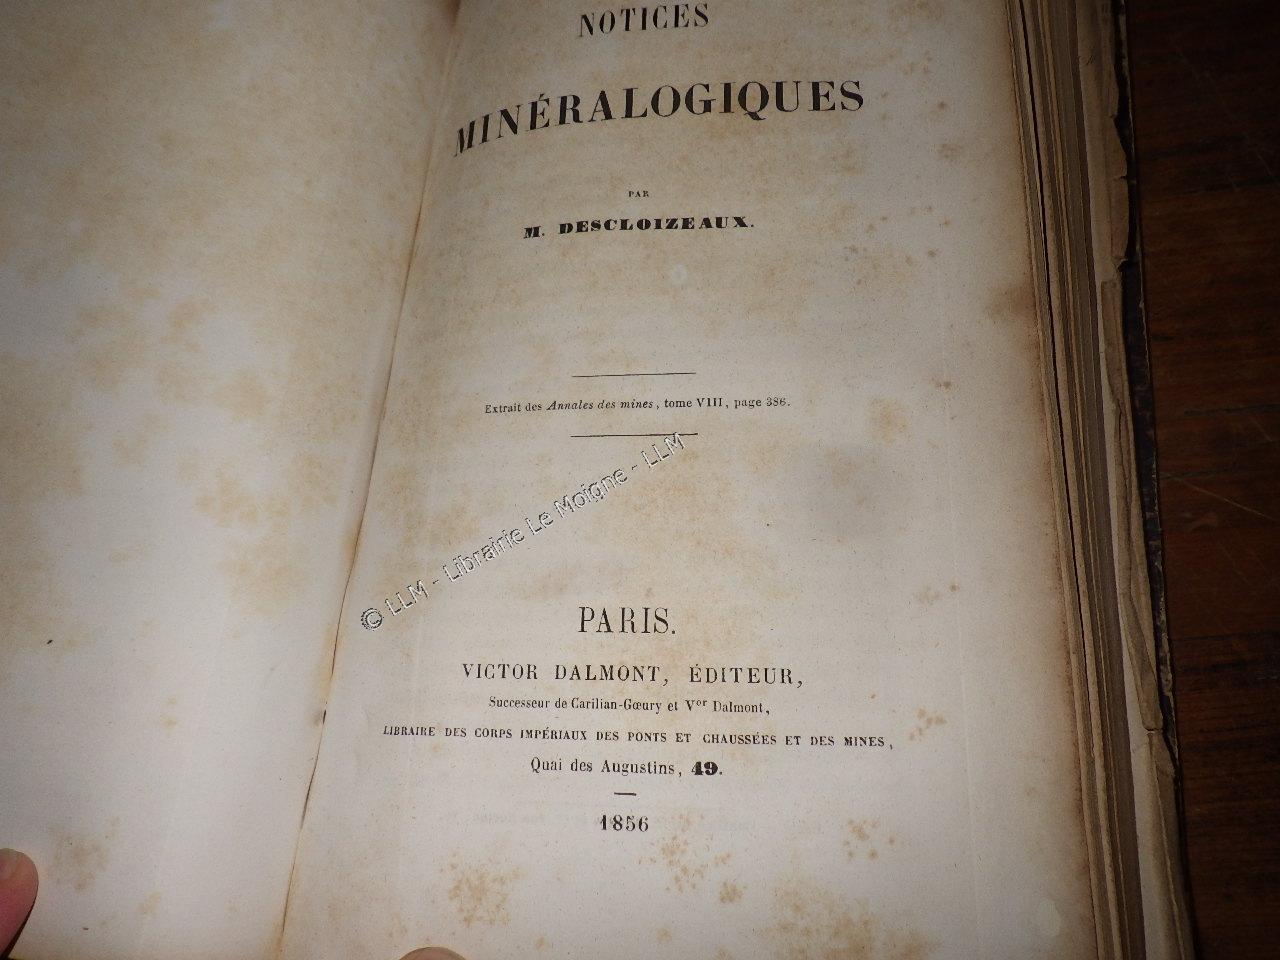 NOTICES
MINÉRALOGIQUES
PAR
M. DESCLOIZEAUX.
Extrait des Annales des mines, tome VIII, page 386.
© LLM - Librairie Le Moigne - LLM
PARIS.
VICTOR DALMONT, ÉDITEUR,
Successeur de Carilian-Gœury et Vor Dalmont,
LIBRAIRE DES CORPS IMPÉRIAUX DES PONTS ET CHAUSSÉES ET DES MINES,
Quai des Augustins, 49.
1856